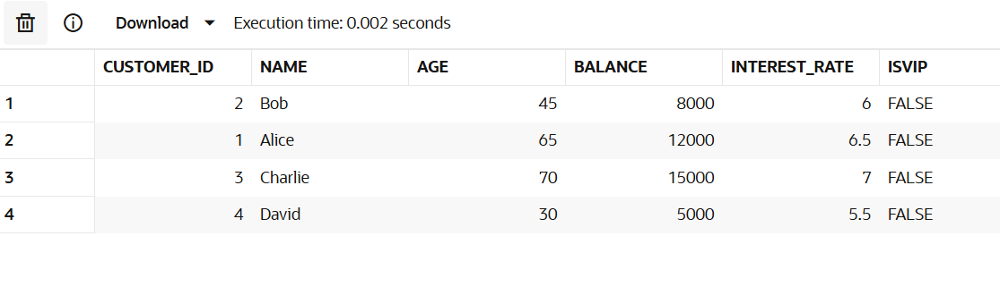 Download Execution time: 0.002 seconds
CUSTOMER_ID NAME AGE BALANCE INTEREST_RATE ISVIP
1 2 Bob 45 8000 6 FALSE
2 1 Alice 65 12000 6.5 FALSE
3 3 Charlie 70 15000 7 FALSE
4 4 David 30 5000 5.5 FALSE